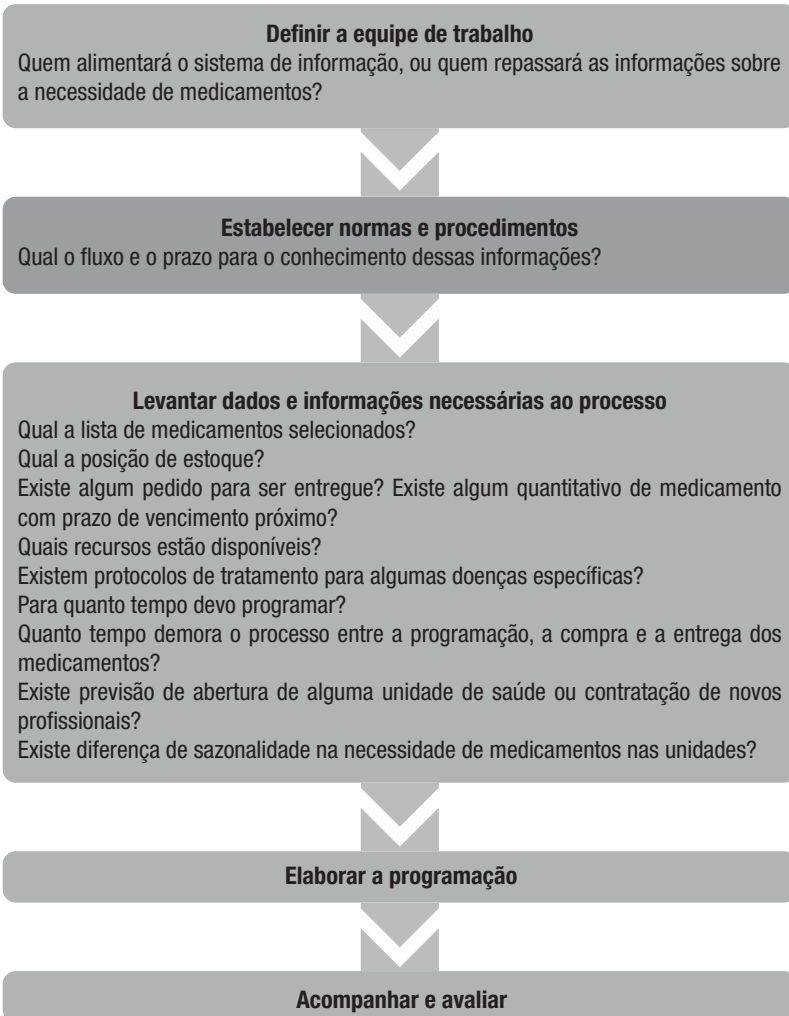 Definir a equipe de trabalho
Quem alimentará o sistema de informação, ou quem repassará as informações sobre
a necessidade de medicamentos?
Estabelecer normas e procedimentos
Qual o fluxo e o prazo para o conhecimento dessas informações?
Levantar dados e informações necessárias ao processo
Qual a lista de medicamentos selecionados?
Qual a posição de estoque?
Existe algum pedido para ser entregue? Existe algum quantitativo de medicamento
com prazo de vencimento próximo?
Quais recursos estão disponíveis?
Existem protocolos de tratamento para algumas doenças específicas?
Para quanto tempo devo programar?
Quanto tempo demora o processo entre a programação, a compra e a entrega dos
medicamentos?
Existe previsão de abertura de alguma unidade de saúde ou contratação de novos
profissionais?
Existe diferença de sazonalidade na necessidade de medicamentos nas unidades?
Elaborar a programação
Acompanhar e avaliar